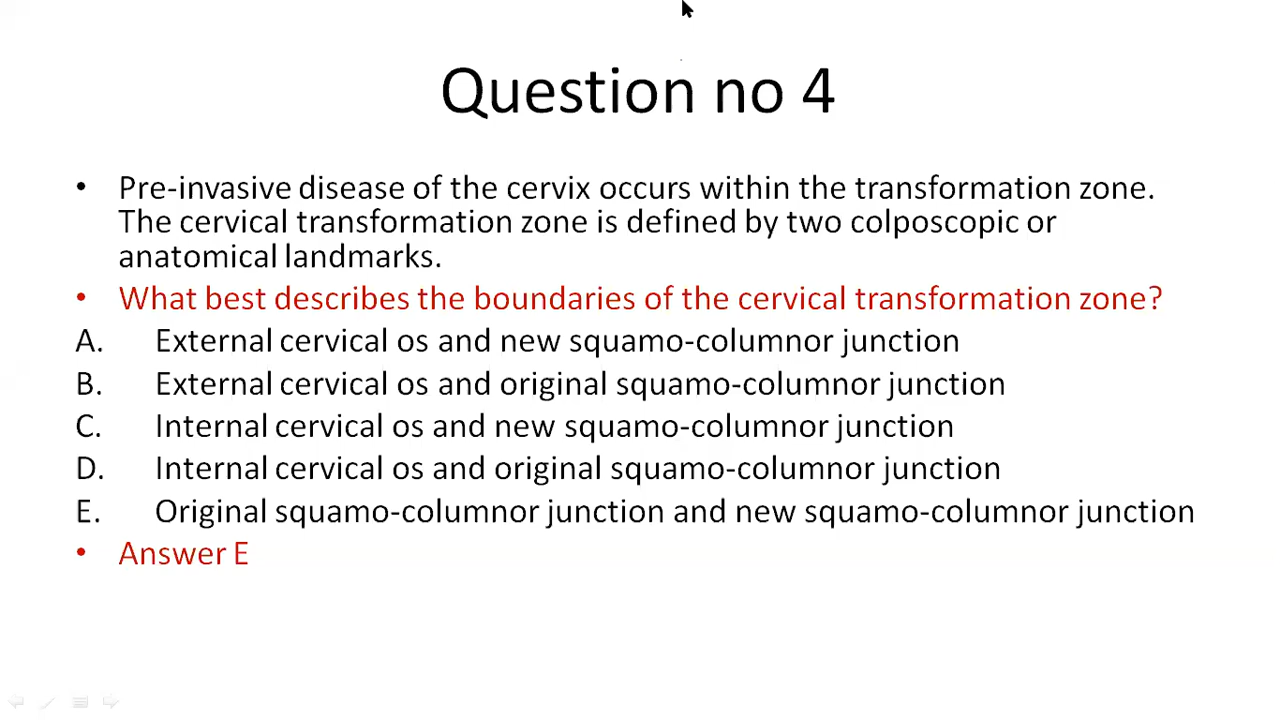 Question no 4
• Pre-invasive disease of the cervix occurs within the transformation zone.
The cervical transformation zone is defined by two colposcopic or
anatomical landmarks.
• What best describes the boundaries of the cervical transformation zone?
A. External cervical os and new squamo-columnor junction
B. External cervical os and original squamo-columnor junction
C. Internal cervical os and new squamo-columnor junction
D. Internal cervical os and original squamo-columnor junction
E. Original squamo-columnor junction and new squamo-columnor junction
• Answer E